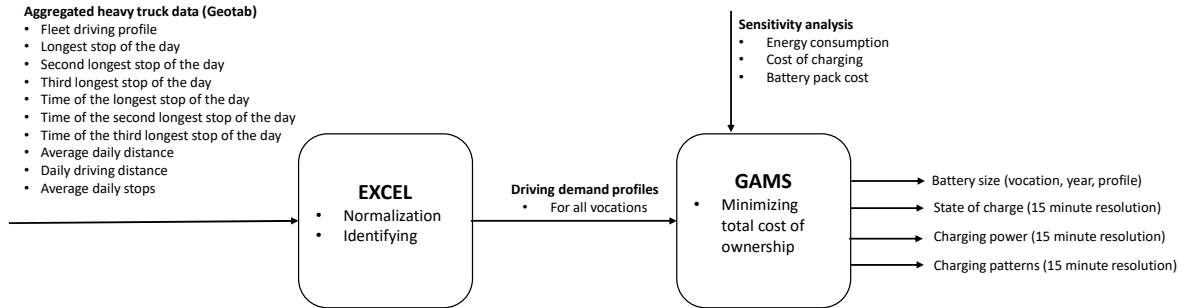 Aggregated heavy truck data (Geotab)
• Fleet driving profile
• Longest stop of the day
• Second longest stop of the day
• Third longest stop of the day
• Time of the longest stop of the day
• Time of the second longest stop of the day
• Time of the third longest stop of the day
• Average daily distance
• Daily driving distance
• Average daily stops
EXCEL
• Normalization
• Identifying
Driving demand profiles
• For all vocations
Sensitivity analysis
• Energy consumption
• Cost of charging
• Battery pack cost
GAMS
• Minimizing
total cost of
ownership
Battery size (vocation, year, profile)
State of charge (15 minute resolution)
Charging power (15 minute resolution)
Charging patterns (15 minute resolution)